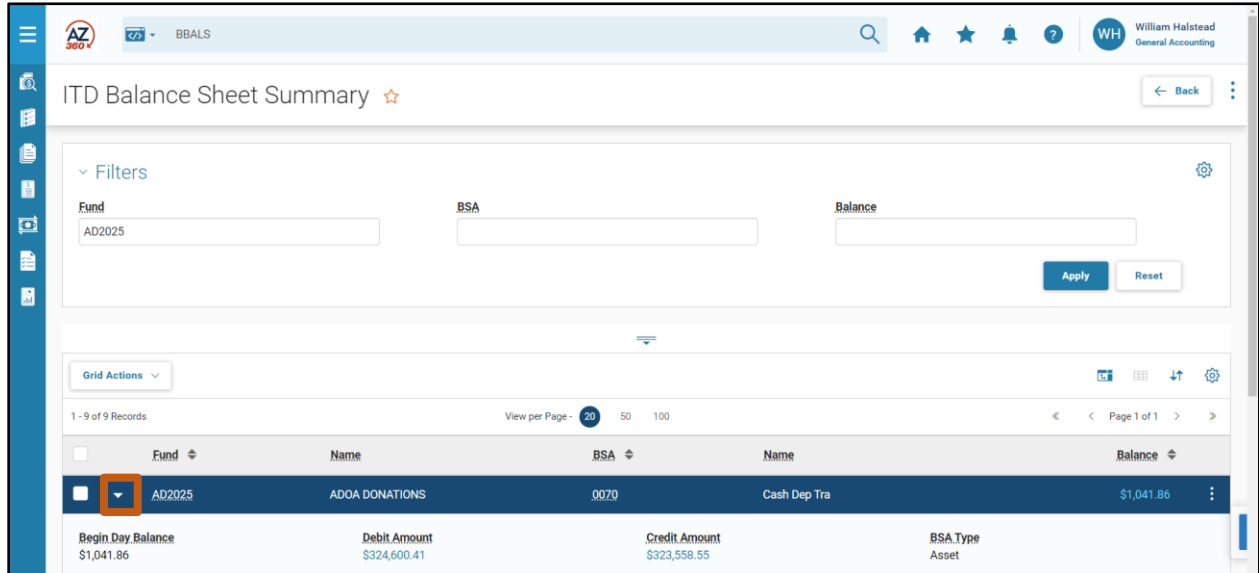 AZ
360
BBALS
?
WH
William Halstead
General Accounting
ITD Balance Sheet Summary
Back
Filters
Fund
BSA
Balance
AD2025
Apply
Reset
Grid Actions
1 - 9 of 9 Records
View per Page - 20 50 100
Page 1 of 1
Fund
Name
BSA
Name
Balance
AD2025
ADOA DONATIONS
0070
Cash Dep Tra
$1,041.86
Begin Day Balance
Debit Amount
Credit Amount
BSA Type
$1,041.86
$324,600.41
$323,558.55
Asset